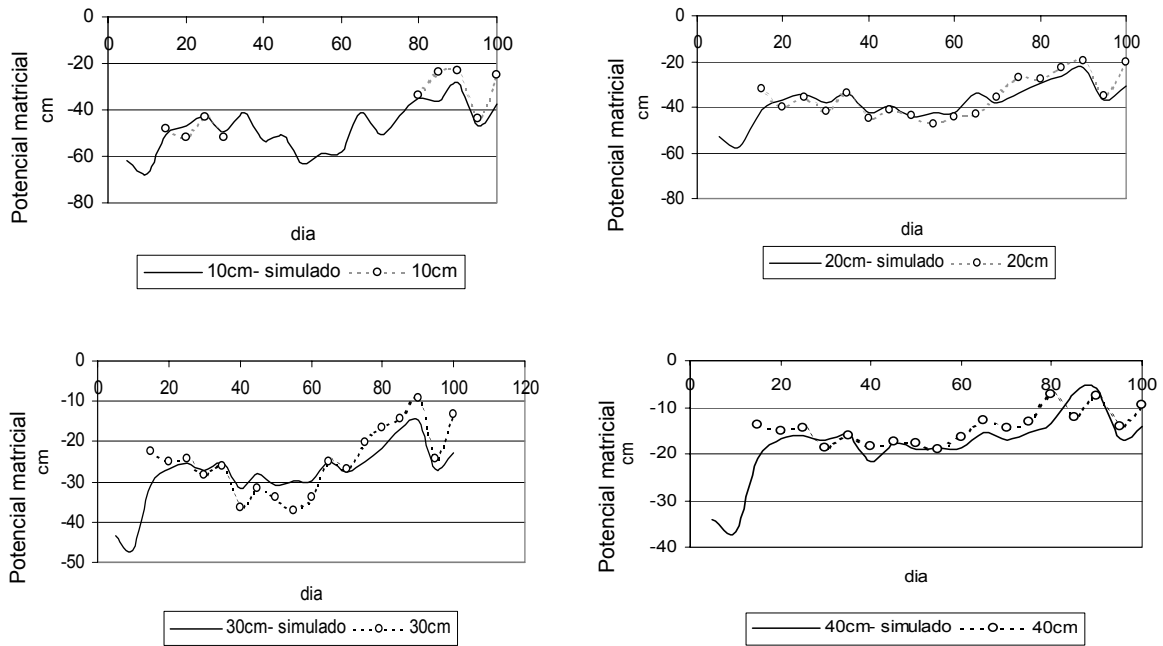 0
0 20 40 60 80 100
-20
-40
-60
-80
Potencial matricial
cm
dia
10cm- simulado 10cm
0
0 20 40 60 80 100
-20
-40
-60
-80
Potencial matricial
cm
dia
20cm- simulado 20cm
0
0 20 40 60 80 100 120
-10
-20
-30
-40
-50
Potencial matricial
cm
dia
30cm- simulado 30cm
0
0 20 40 60 80 100
-10
-20
-30
-40
Potencial matricial
cm
dia
40cm- simulado 40cm